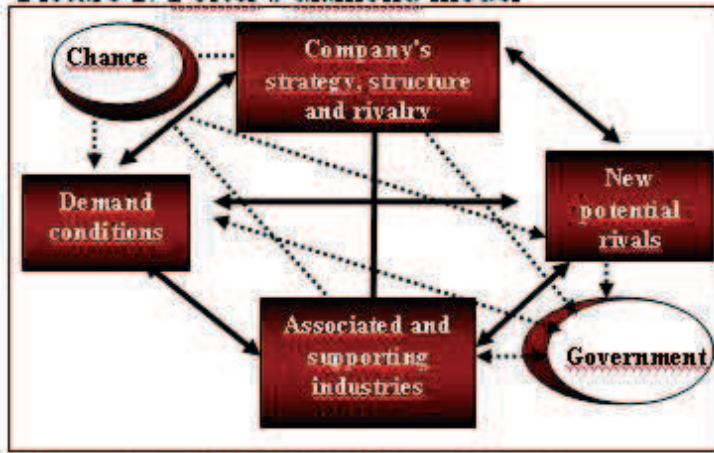 Chance
Company's
strategy, structure
and rivalry
Demand
conditions
New
potential
rivals
Associated and
supporting
industries
Government